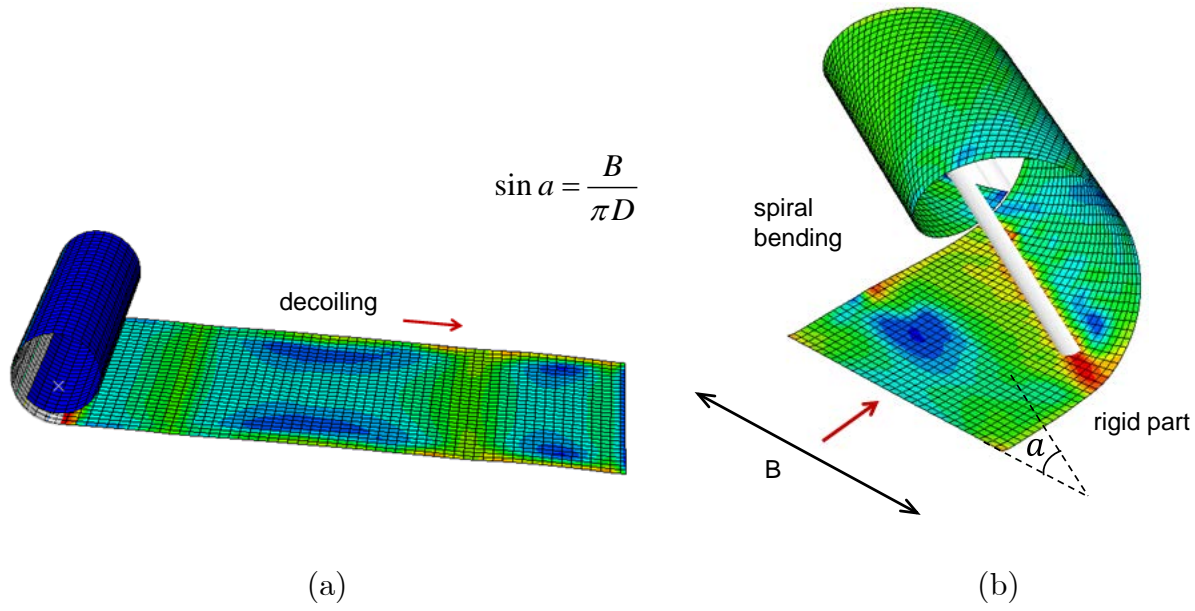 sin a = B / πD
decoiling
(a)
spiral
bending
rigid part
a
B
(b)